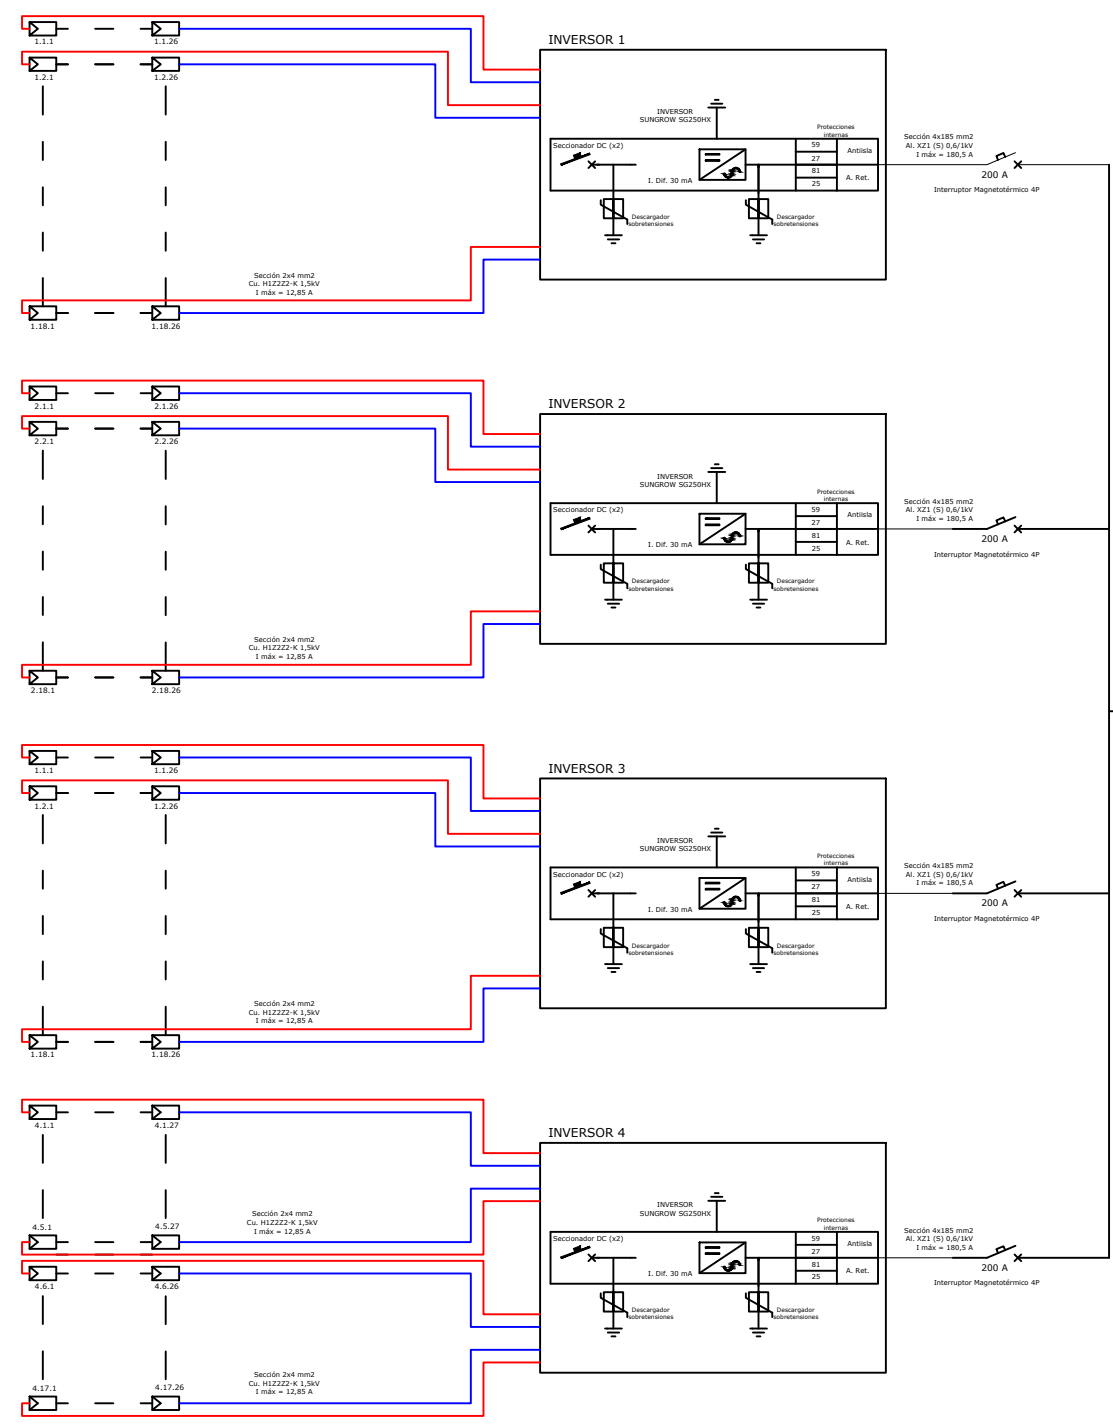 INVERSOR 1
1.1.1
1.1.26
1.2.1
1.2.26
INVERSOR
SUNGROW SG250HX
Protecciones
internas
Seccionador DC (x2)
59
27
81
25
Antiisla
A. Ret.
I. Dif. 30 mA
Descargador
sobretensiones
Descargador
sobretensiones
Sección 4x185 mm2
Al. XZ1 (S) 0,6/1kV
I máx = 180,5 A
200 A
Interruptor Magnetotérmico 4P
Sección 2x4 mm2
Cu. H1Z2Z2-K 1,5kV
I máx = 12,85 A
1.18.1
1.18.26
INVERSOR 2
2.1.1
2.1.26
2.2.1
2.2.26
INVERSOR
SUNGROW SG250HX
Protecciones
internas
Seccionador DC (x2)
59
27
81
25
Antiisla
A. Ret.
I. Dif. 30 mA
Descargador
sobretensiones
Descargador
sobretensiones
Sección 4x185 mm2
Al. XZ1 (S) 0,6/1kV
I máx = 180,5 A
200 A
Interruptor Magnetotérmico 4P
Sección 2x4 mm2
Cu. H1Z2Z2-K 1,5kV
I máx = 12,85 A
2.18.1
2.18.26
INVERSOR 3
1.1.1
1.1.26
1.2.1
1.2.26
INVERSOR
SUNGROW SG250HX
Protecciones
internas
Seccionador DC (x2)
59
27
81
25
Antiisla
A. Ret.
I. Dif. 30 mA
Descargador
sobretensiones
Descargador
sobretensiones
Sección 4x185 mm2
Al. XZ1 (S) 0,6/1kV
I máx = 180,5 A
200 A
Interruptor Magnetotérmico 4P
Sección 2x4 mm2
Cu. H1Z2Z2-K 1,5kV
I máx = 12,85 A
1.18.1
1.18.26
INVERSOR 4
4.1.1
4.1.27
4.5.1
4.5.27
Sección 2x4 mm2
Cu. H1Z2Z2-K 1,5kV
I máx = 12,85 A
INVERSOR
SUNGROW SG250HX
Protecciones
internas
Seccionador DC (x2)
59
27
81
25
Antiisla
A. Ret.
I. Dif. 30 mA
Descargador
sobretensiones
Descargador
sobretensiones
Sección 4x185 mm2
Al. XZ1 (S) 0,6/1kV
I máx = 180,5 A
200 A
Interruptor Magnetotérmico 4P
4.6.1
4.6.26
Sección 2x4 mm2
Cu. H1Z2Z2-K 1,5kV
I máx = 12,85 A
4.17.1
4.17.26